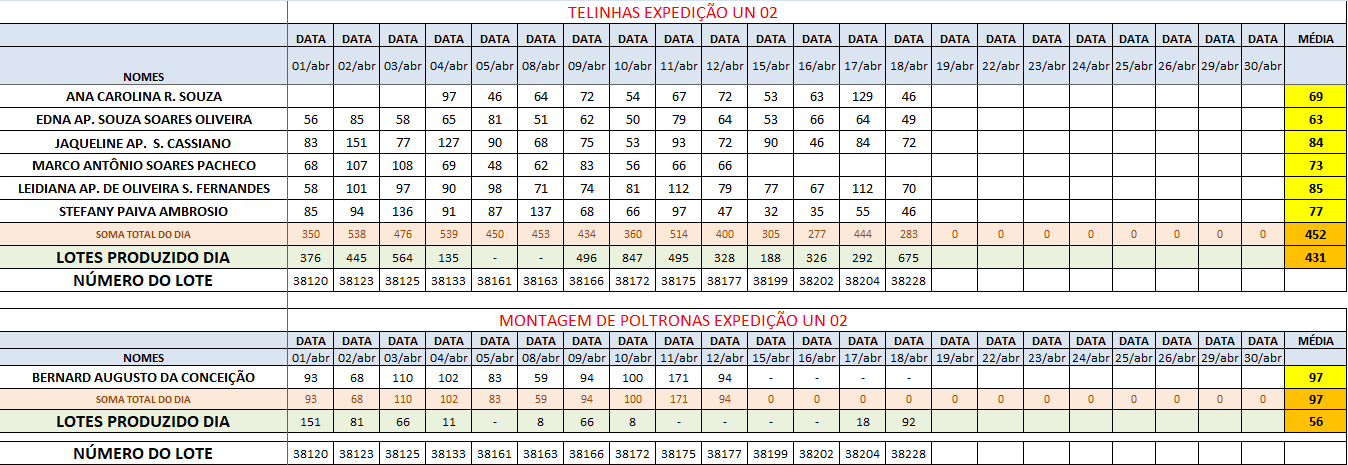 TELINHAS EXPEDIÇÃO UN 02
DATA DATA DATA DATA DATA DATA DATA DATA DATA DATA DATA DATA DATA DATA DATA DATA DATA DATA DATA DATA DATA DATA MÉDIA
NOMES 01/abr 02/abr 03/abr 04/abr 05/abr 08/abr 09/abr 10/abr 11/abr 12/abr 15/abr 16/abr 17/abr 18/abr 19/abr 22/abr 23/abr 24/abr 25/abr 26/abr 29/abr 30/abr
ANA CAROLINA R. SOUZA 97 46 64 72 54 67 72 53 63 129 46 69
EDNA AP. SOUZA SOARES OLIVEIRA 56 85 58 65 81 51 62 50 79 64 53 66 64 49 63
JAQUELINE AP. S. CASSIANO 83 151 77 127 90 68 75 53 93 72 90 46 84 72 84
MARCO ANTÔNIO SOARES PACHECO 68 107 108 69 48 62 83 56 66 66 73
LEIDIANA AP. DE OLIVEIRA S. FERNANDES 58 101 97 90 98 71 74 81 112 79 77 67 112 70 85
STEFANY PAIVA AMBROSIO 85 94 136 91 87 137 68 66 97 47 32 35 55 46 77
SOMA TOTAL DO DIA 350 538 476 539 450 453 434 360 514 400 305 277 444 283 0 0 0 0 0 0 0 0 452
LOTES PRODUZIDO DIA 376 445 564 135 - - 496 847 495 328 188 326 292 675 431
NÚMERO DO LOTE 38120 38123 38125 38133 38161 38163 38166 38172 38175 38177 38199 38202 38204 38228
MONTAGEM DE POLTRONAS EXPEDIÇÃO UN 02
DATA DATA DATA DATA DATA DATA DATA DATA DATA DATA DATA DATA DATA DATA DATA DATA DATA DATA DATA DATA DATA DATA MÉDIA
NOMES 01/abr 02/abr 03/abr 04/abr 05/abr 08/abr 09/abr 10/abr 11/abr 12/abr 15/abr 16/abr 17/abr 18/abr 19/abr 22/abr 23/abr 24/abr 25/abr 26/abr 29/abr 30/abr
BERNARD AUGUSTO DA CONCEIÇÃO 93 68 110 102 83 59 94 100 171 94 - - - - 97
SOMA TOTAL DO DIA 93 68 110 102 83 59 94 100 171 94 0 0 0 0 0 0 0 0 0 0 0 0 97
LOTES PRODUZIDO DIA 151 81 66 11 - 8 66 8 - - - - 18 92 56
NÚMERO DO LOTE 38120 38123 38125 38133 38161 38163 38166 38172 38175 38177 38199 38202 38204 38228